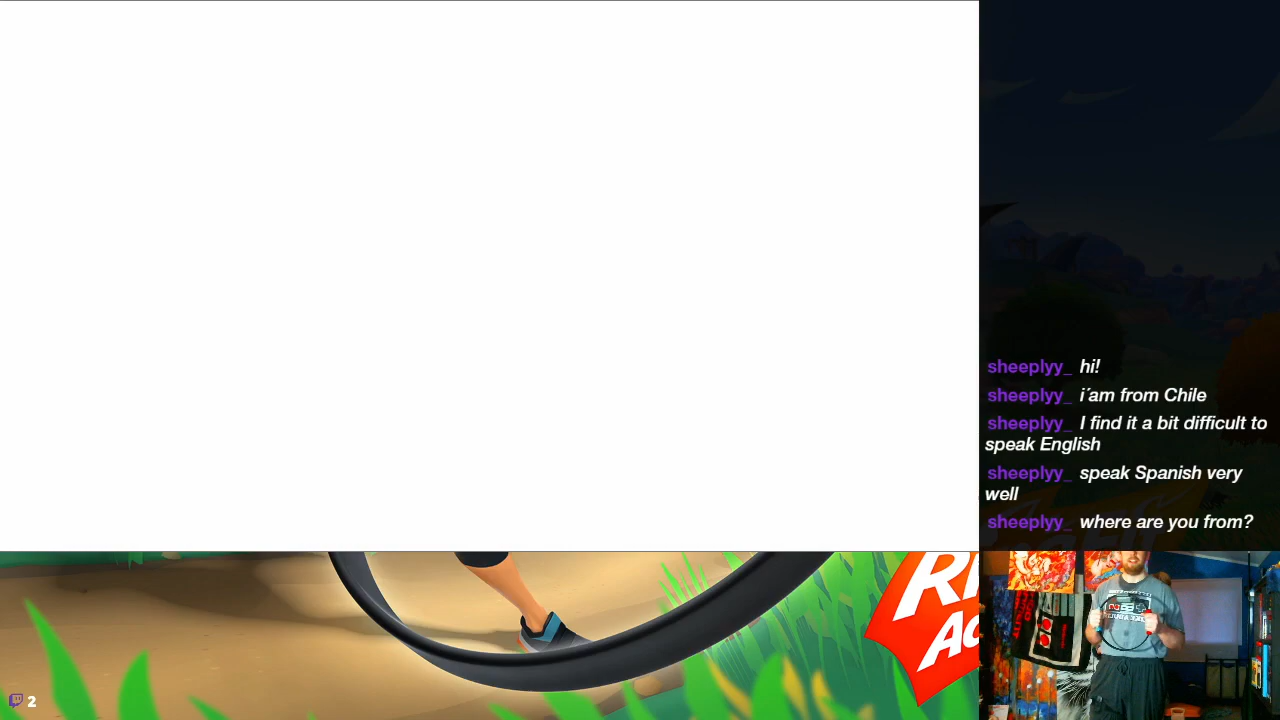 sheeplyy_ hi!
sheeplyy_ i´am from Chile
sheeplyy_ I find it a bit difficult to
speak English
sheeplyy_ speak Spanish very
well
sheeplyy_ where are you from?
2